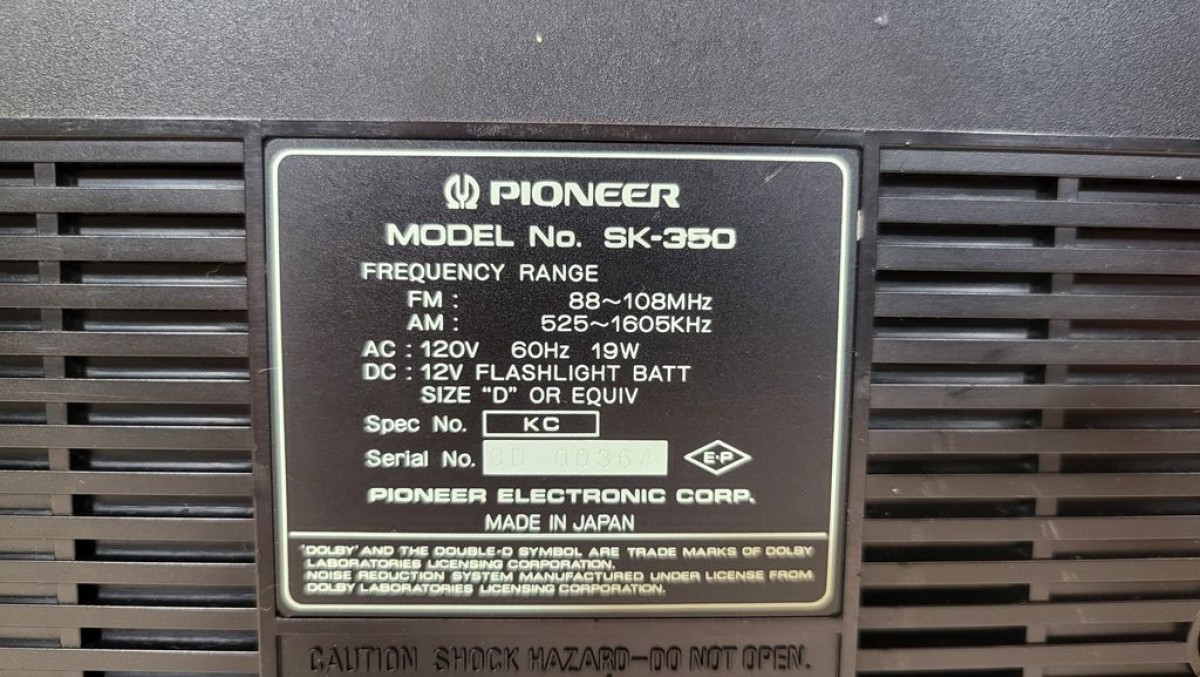 PIONEER
MODEL No. SK-350
FREQUENCY RANGE
FM : 88~108MHz
AM : 525~1605KHz
AC : 120V 60Hz 19W
DC : 12V FLASHLIGHT BATT
SIZE "D" OR EQUIV
Spec No. KC
Serial No. CD 00364 E·P
PIONEER ELECTRONIC CORP.
MADE IN JAPAN
'DOLBY' AND THE DOUBLE-D SYMBOL ARE TRADE MARKS OF DOLBY
LABORATORIES LICENSING CORPORATION.
NOISE REDUCTION SYSTEM MANUFACTURED UNDER LICENSE FROM
DOLBY LABORATORIES LICENSING CORPORATION.
CAUTION SHOCK HAZARD-DO NOT OPEN.